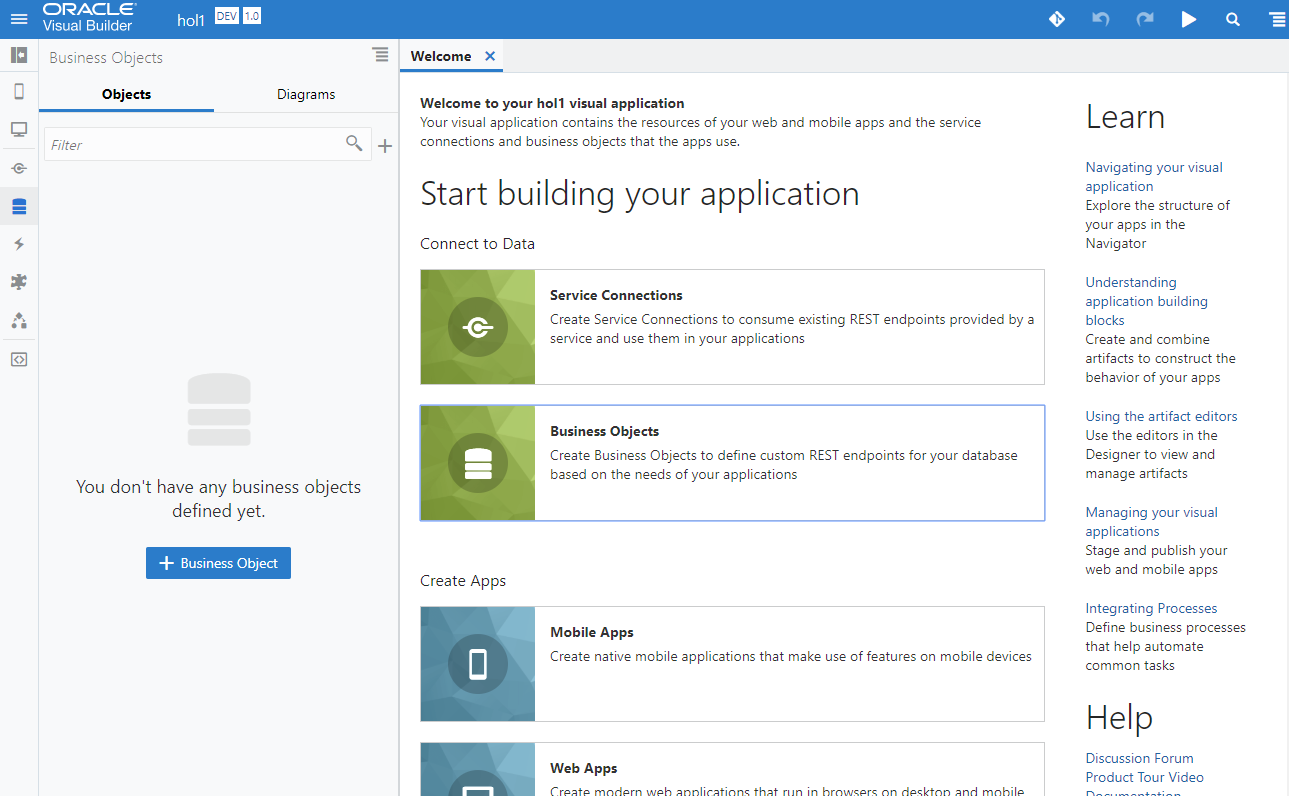 ORACLE
Visual Builder
hol1
DEV
1.0
Business Objects
Objects
Diagrams
Filter
You don't have any business objects
defined yet.
Business Object
Welcome
Welcome to your hol1 visual application
Your visual application contains the resources of your web and mobile apps and the service
connections and business objects that the apps use.
Start building your application
Connect to Data
Service Connections
Create Service Connections to consume existing REST endpoints provided by a
service and use them in your applications
Business Objects
Create Business Objects to define custom REST endpoints for your database
based on the needs of your applications
Create Apps
Mobile Apps
Create native mobile applications that make use of features on mobile devices
Web Apps
Create modern web applications that run in browsers on desktop and mobile
Learn
Navigating your visual
application
Explore the structure of
your apps in the
Navigator
Understanding
application building
blocks
Create and combine
artifacts to construct the
behavior of your apps
Using the artifact editors
Use the editors in the
Designer to view and
manage artifacts
Managing your visual
applications
Stage and publish your
web and mobile apps
Integrating Processes
Define business processes
that help automate
common tasks
Help
Discussion Forum
Product Tour Video
Documentation